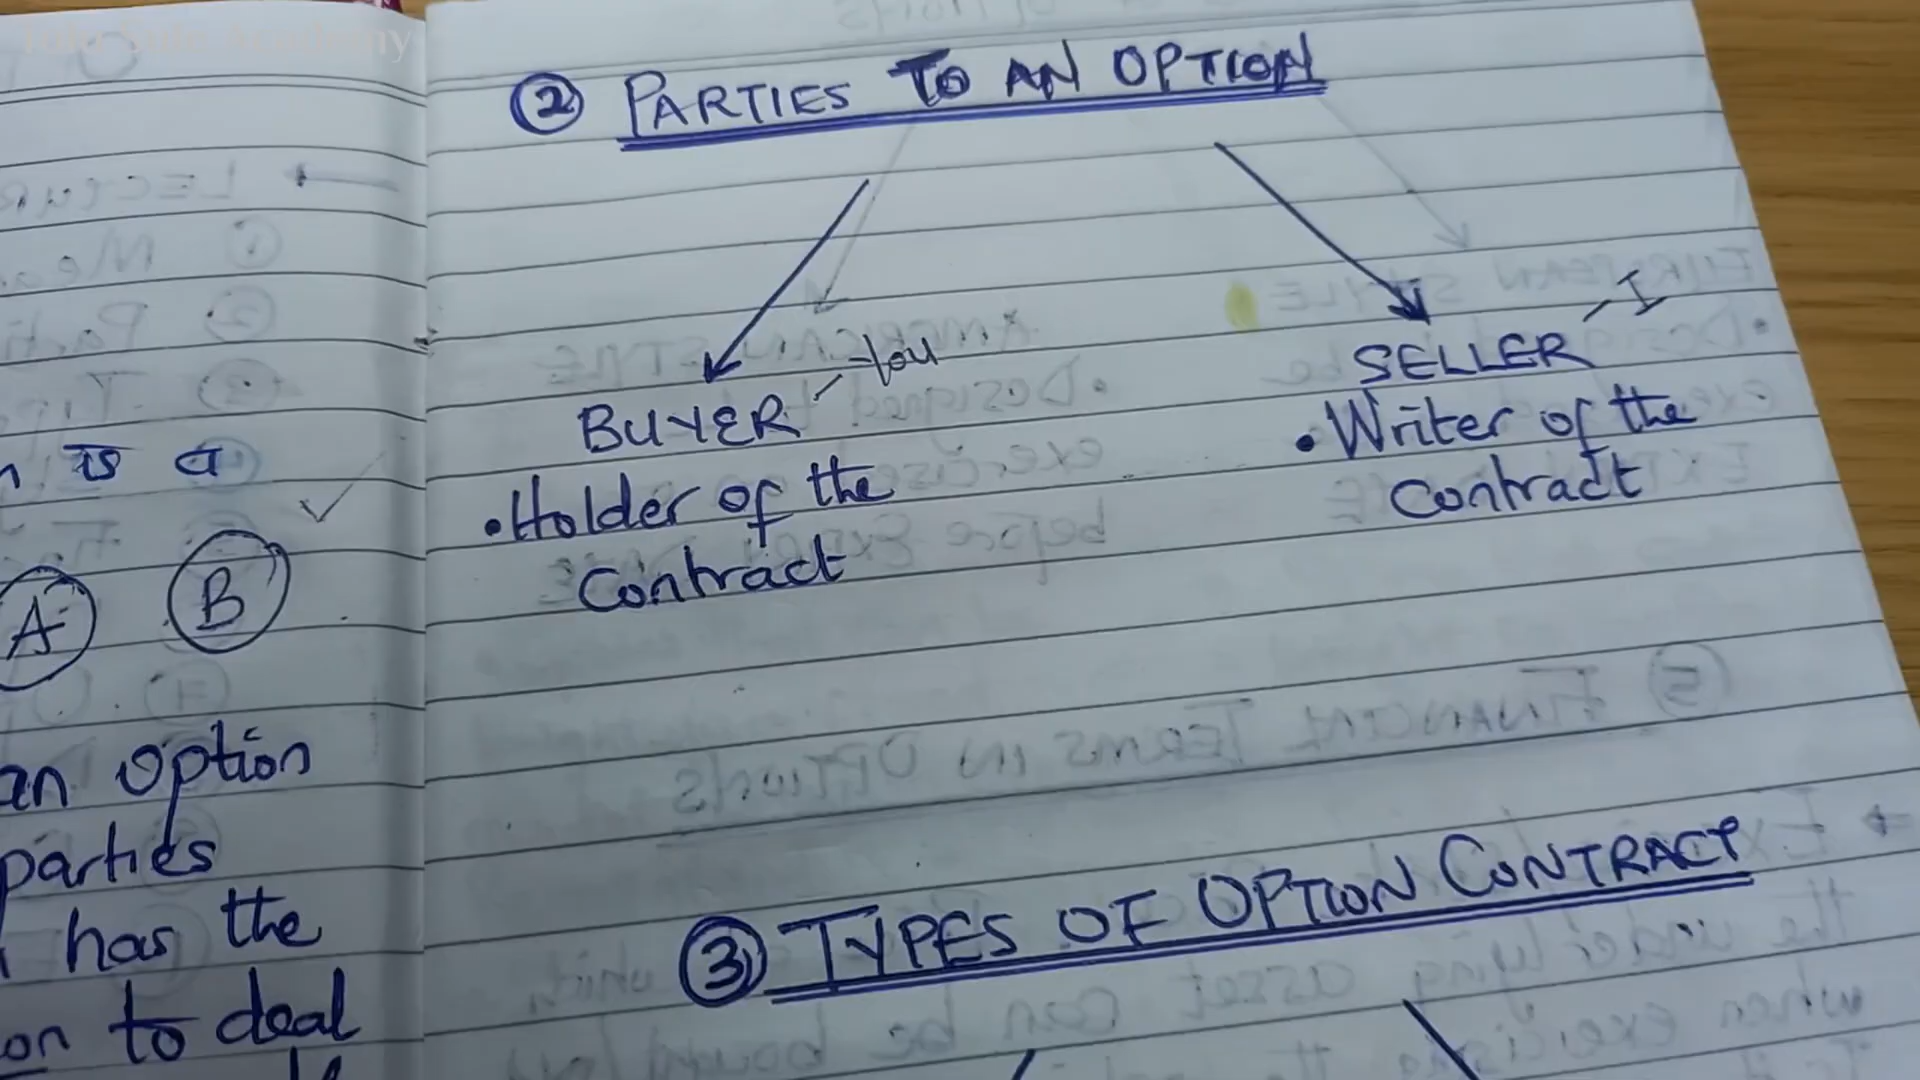 ② PARTIES TO AN OPTION
BUYER - You
• Holder of the
Contract
SELLER - I
• Writer of the
Contract
③ TYPES OF OPTION CONTRACT
is a
A B
an option
parties
has the
on to deal
Academy